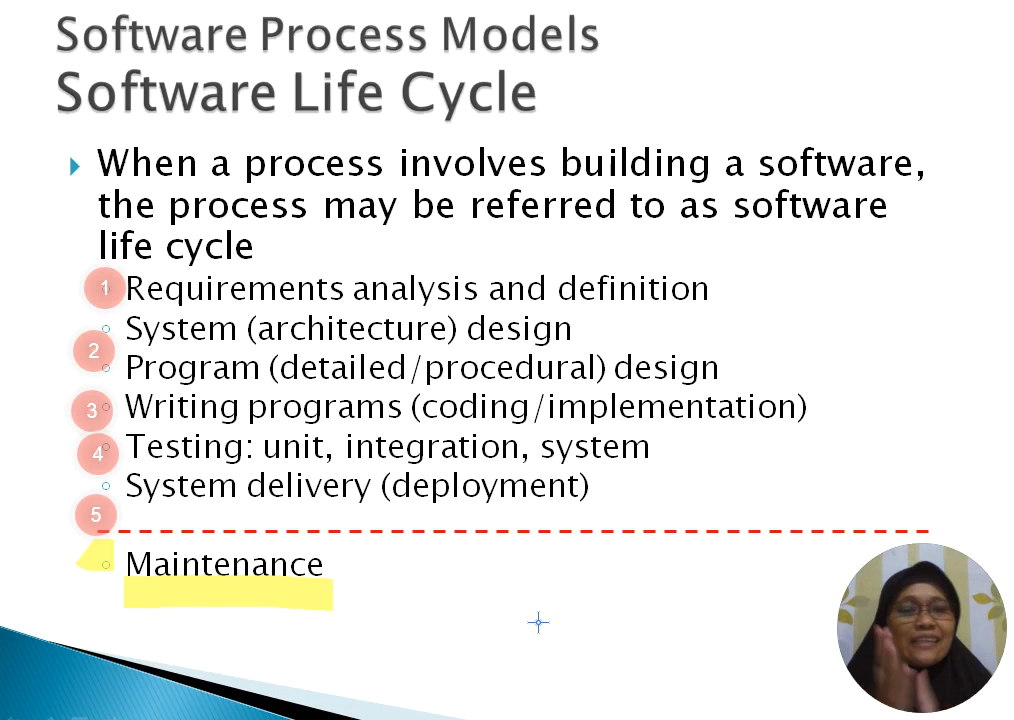 Software Process Models
Software Life Cycle
When a process involves building a software,
the process may be referred to as software
life cycle
1 Requirements analysis and definition
System (architecture) design
2
Program (detailed/procedural) design
3 Writing programs (coding/implementation)
4 Testing: unit, integration, system
System delivery (deployment)
5
Maintenance